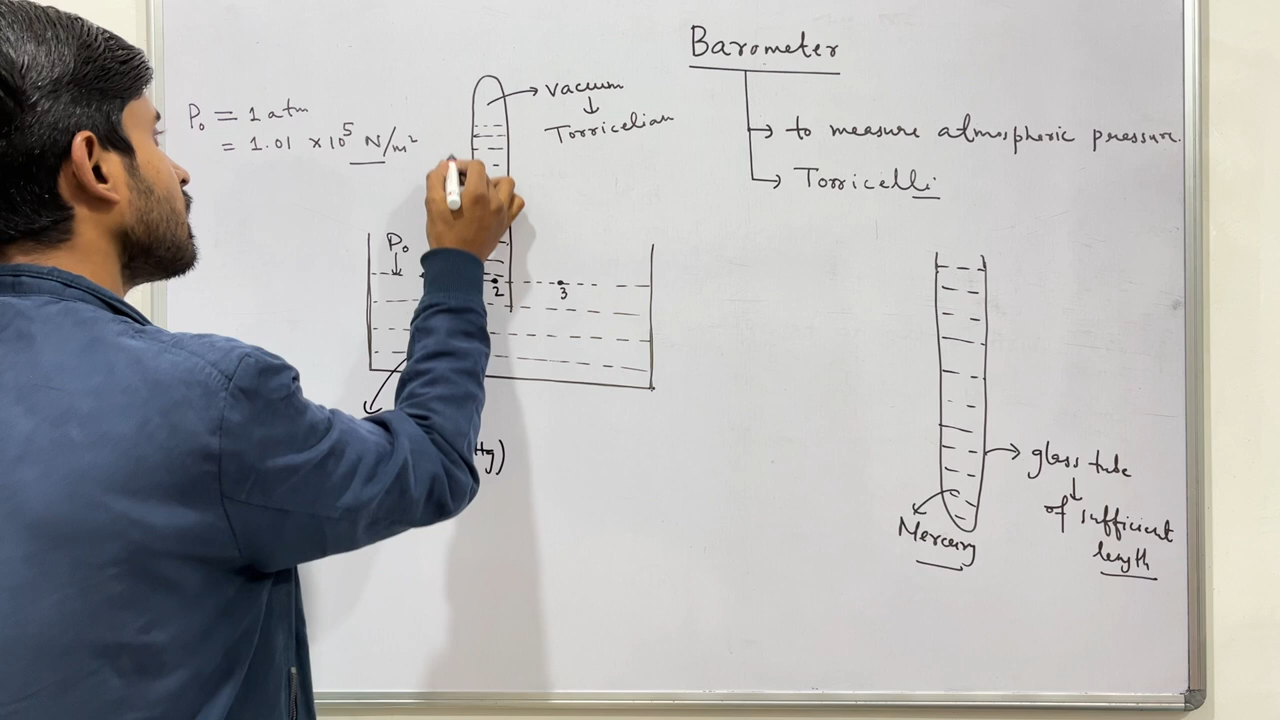 Barometer
→ to measure atmospheric pressure.
→ Torricelli
P₀ = 1 atm
= 1.01 × 10⁵ N/m²
→ vacuum
↓
Torricelian
P₀
↓
2
3
Hg)
→ glass tube
↓
of sufficient
length
Mercury